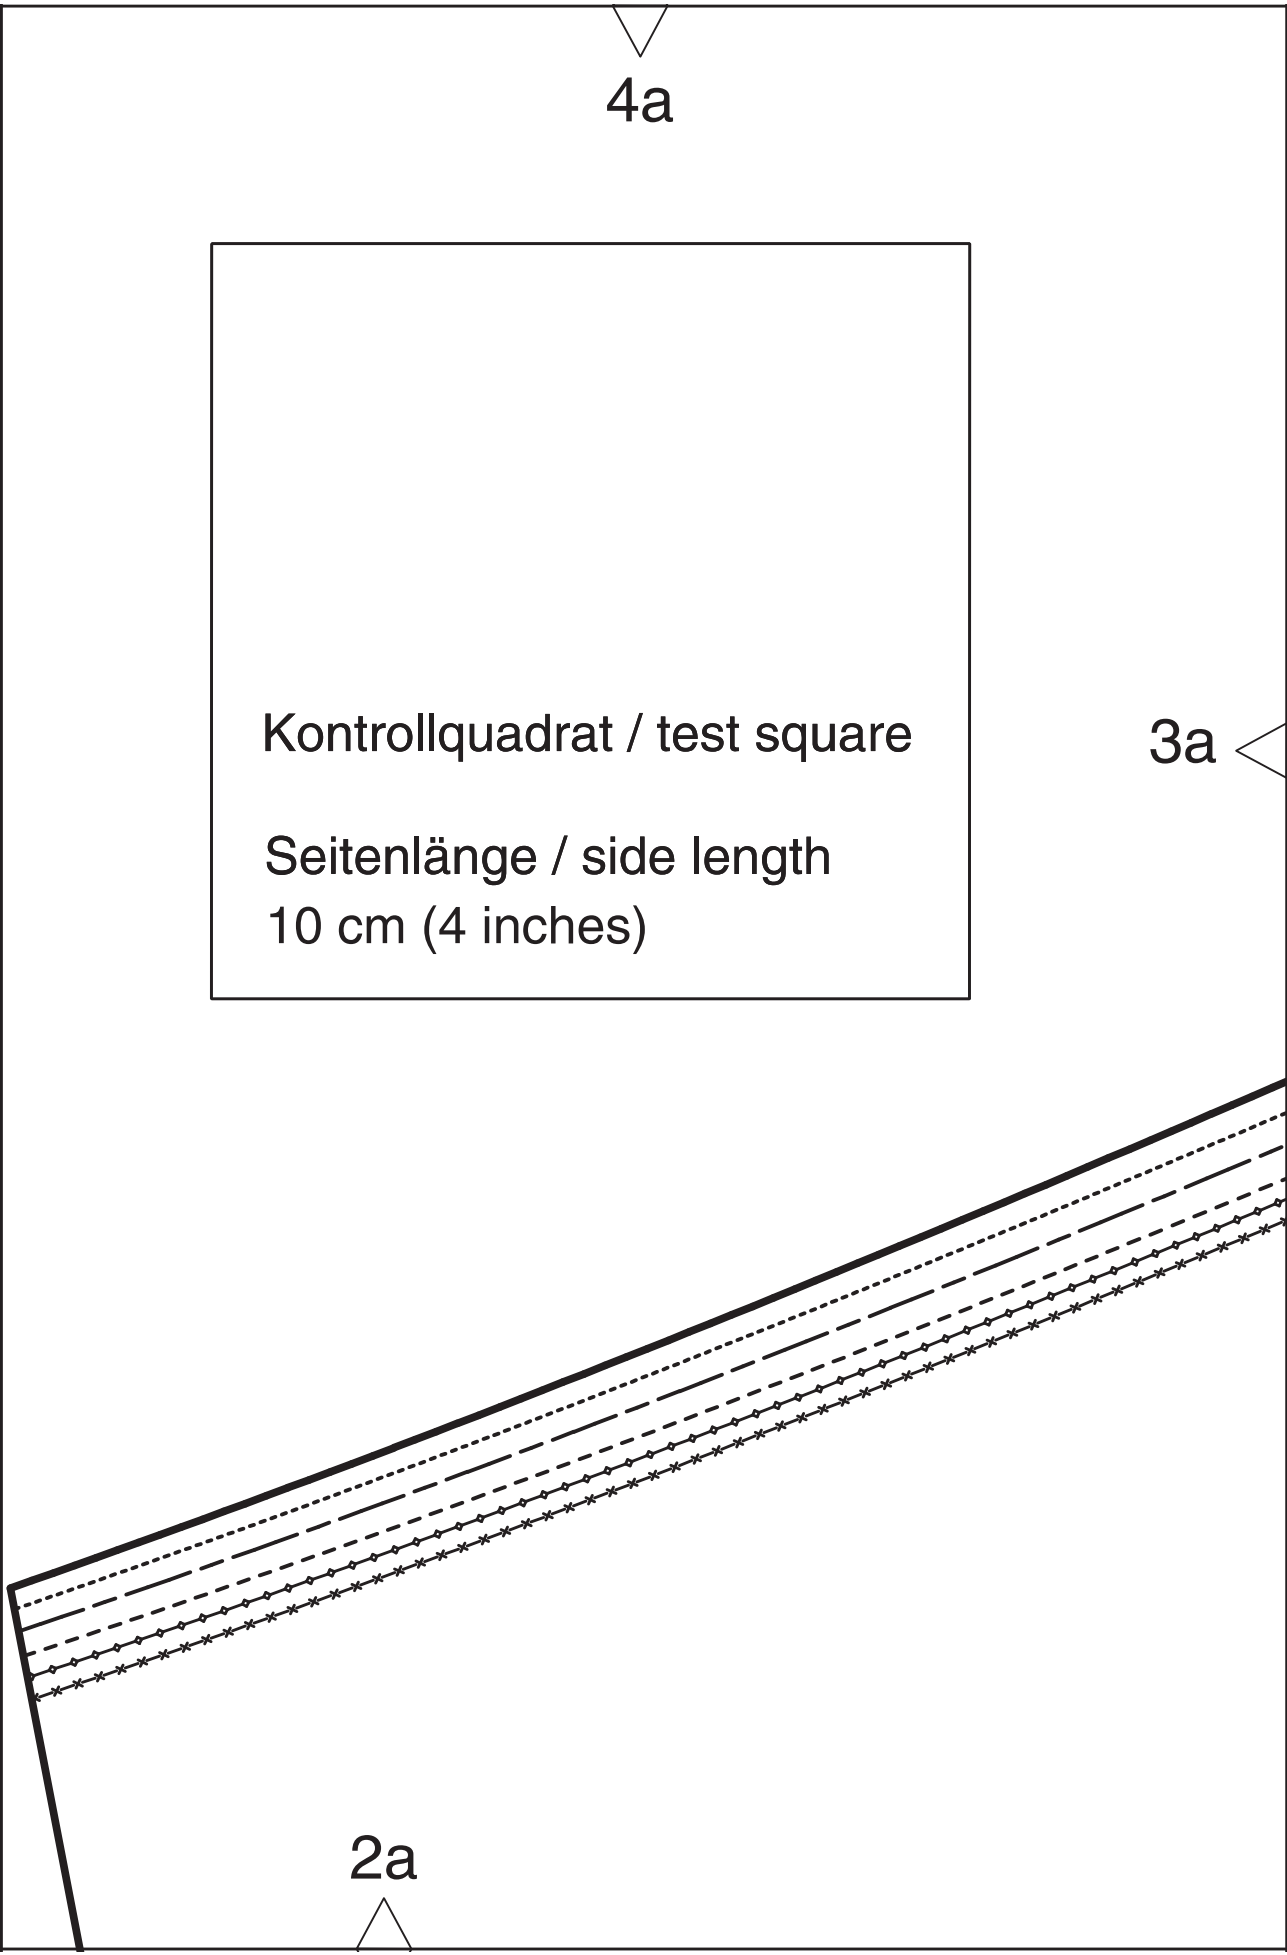 4a
Kontrollquadrat / test square
3a
Seitenlänge / side length
10 cm (4 inches)
2a